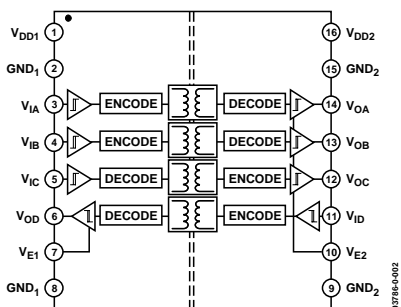 VDD1 1 16 VDD2
GND1 2 15 GND2
VIA 3 ENCODE DECODE 14 VOA
VIB 4 ENCODE DECODE 13 VOB
VIC 5 ENCODE DECODE 12 VOC
VOD 6 DECODE ENCODE 11 VID
VE1 7 10 VE2
GND1 8 9 GND2
03786-0-002